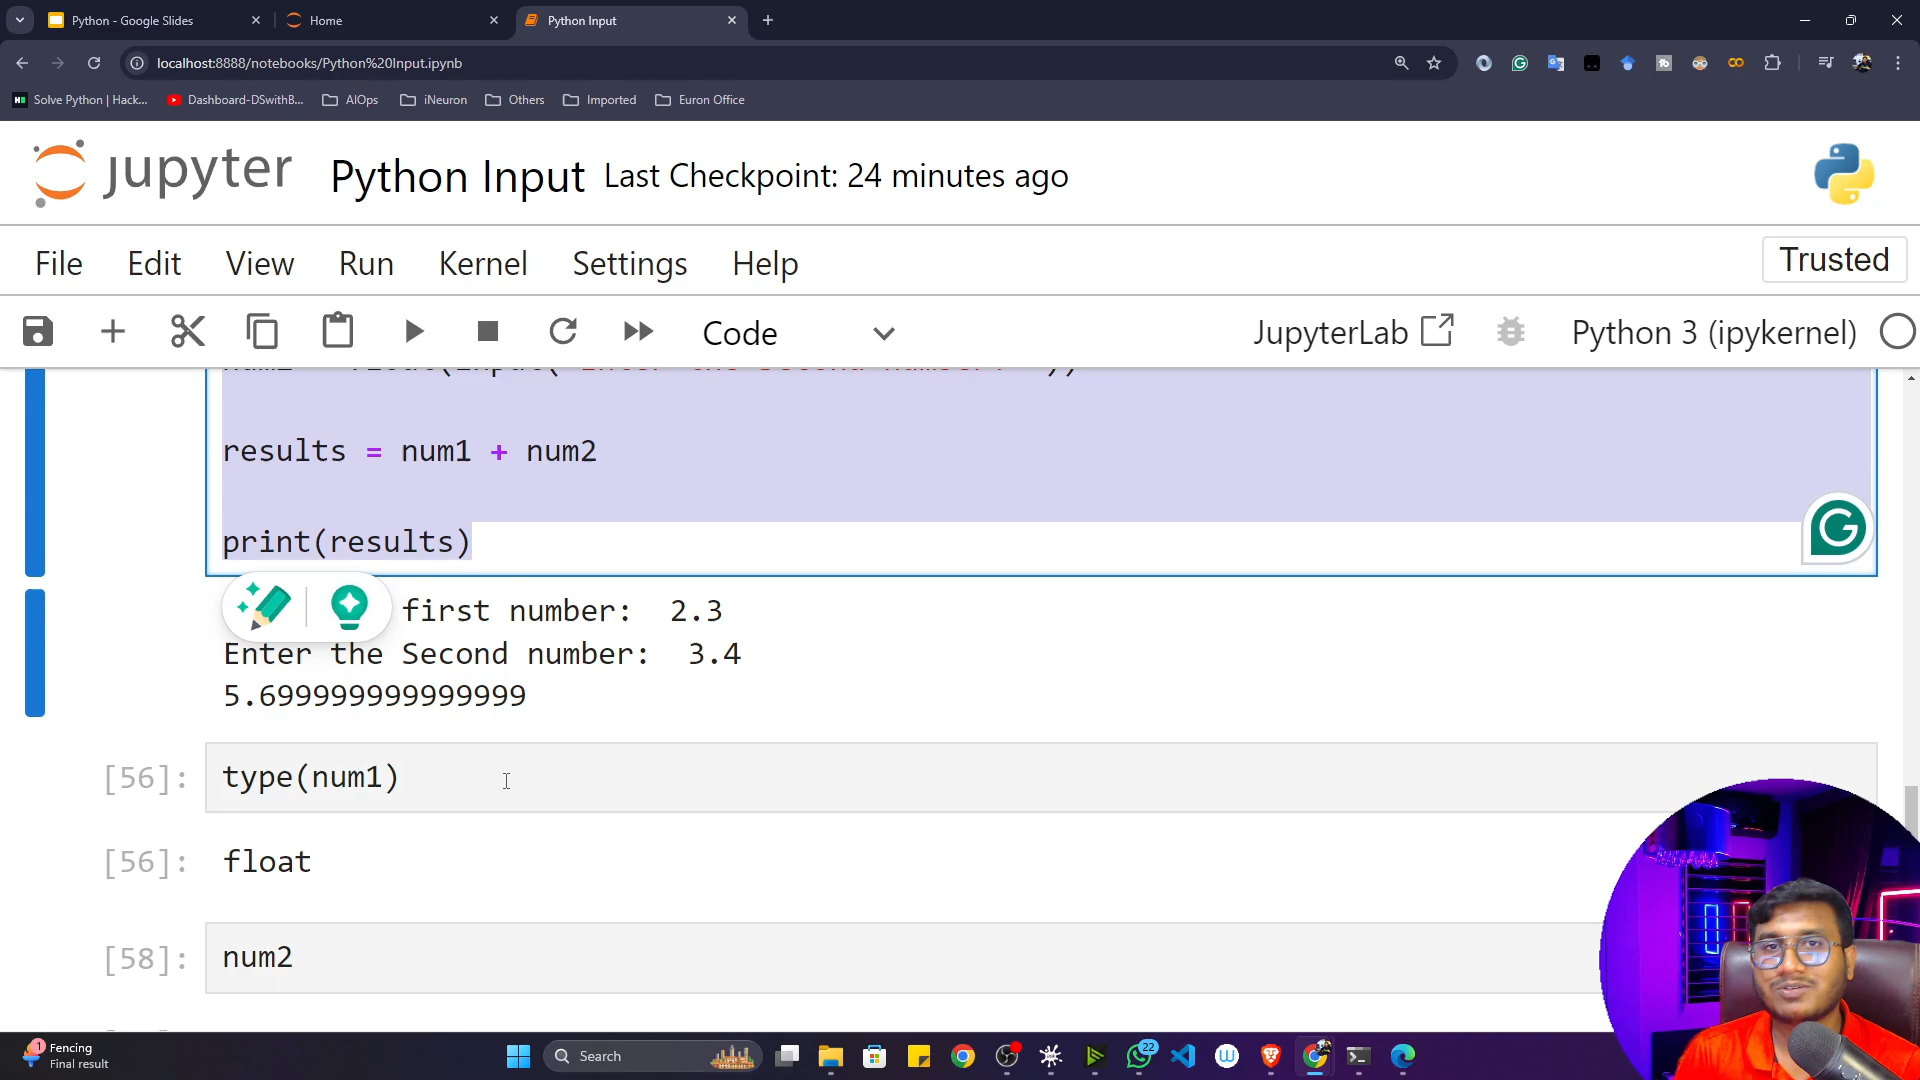 Python - Google Slides
Home
Python Input
localhost:8888/notebooks/Python%20Input.ipynb
Solve Python | Hack...
Dashboard-DSwithB...
AIOps
iNeuron
Others
Imported
Euron Office
jupyter
Python Input
Last Checkpoint: 24 minutes ago
File
Edit
View
Run
Kernel
Settings
Help
Trusted
Code
JupyterLab
Python 3 (ipykernel)
results = num1 + num2
print(results)
first number: 2.3
Enter the Second number: 3.4
5.699999999999999
[56]:
type(num1)
[56]:
float
[58]:
num2
1
Fencing
Final result
Search
22